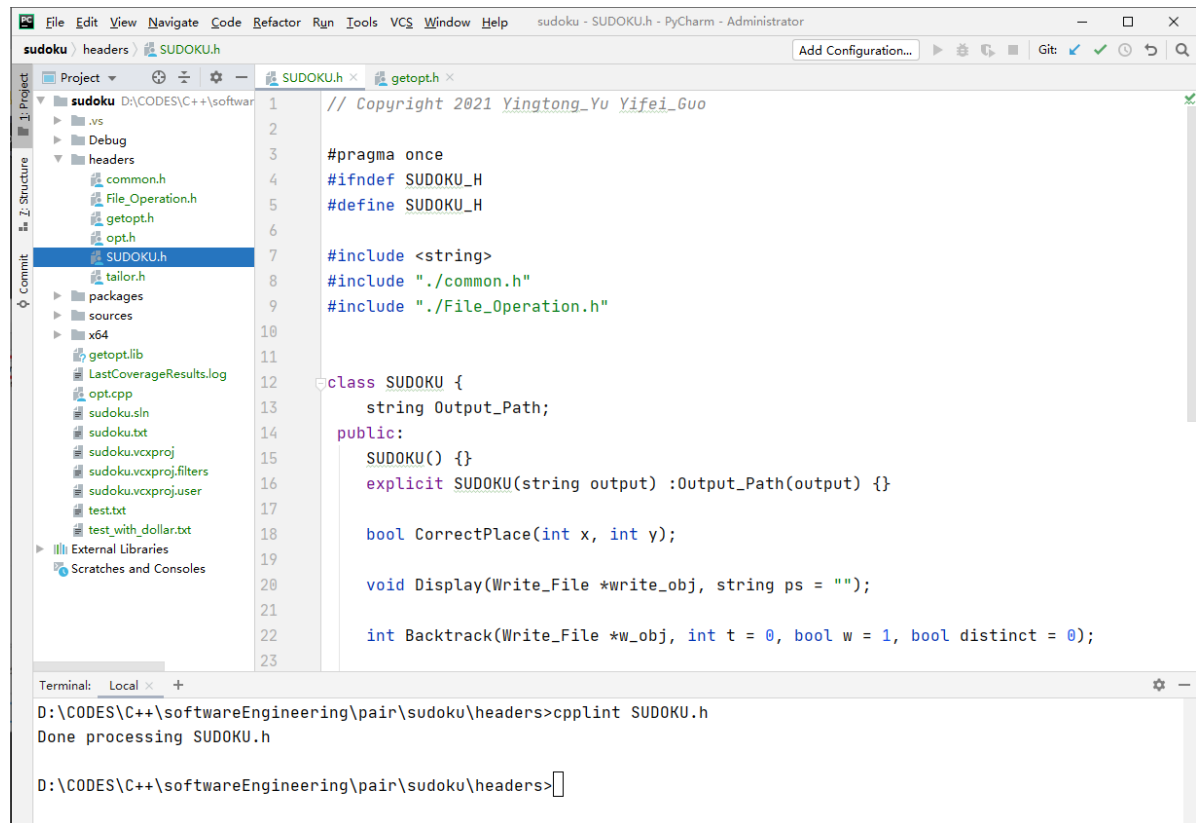 PC File Edit View Navigate Code Refactor Run Tools VCS Window Help sudoku - SUDOKU.h - PyCharm - Administrator
sudoku headers SUDOKU.h Add Configuration... Git:
Project SUDOKU.h getopt.h
1: Project
Z: Structure
Commit
sudoku D:\CODES\C++\softwar
.vs
Debug
headers
common.h
File_Operation.h
getopt.h
opt.h
SUDOKU.h
tailor.h
packages
sources
x64
getopt.lib
LastCoverageResults.log
opt.cpp
sudoku.sln
sudoku.txt
sudoku.vcxproj
sudoku.vcxproj.filters
sudoku.vcxproj.user
test.txt
test_with_dollar.txt
External Libraries
Scratches and Consoles
1 // Copyright 2021 Yingtong_Yu Yifei_Guo
2
3 #pragma once
4 #ifndef SUDOKU_H
5 #define SUDOKU_H
6
7 #include <string>
8 #include "./common.h"
9 #include "./File_Operation.h"
10
11
12 class SUDOKU {
13 string Output_Path;
14 public:
15 SUDOKU() {}
16 explicit SUDOKU(string output) :Output_Path(output) {}
17
18 bool CorrectPlace(int x, int y);
19
20 void Display(Write_File *write_obj, string ps = "");
21
22 int Backtrack(Write_File *w_obj, int t = 0, bool w = 1, bool distinct = 0);
23
Terminal: Local +
D:\CODES\C++\softwareEngineering\pair\sudoku\headers>cpplint SUDOKU.h
Done processing SUDOKU.h
D:\CODES\C++\softwareEngineering\pair\sudoku\headers>